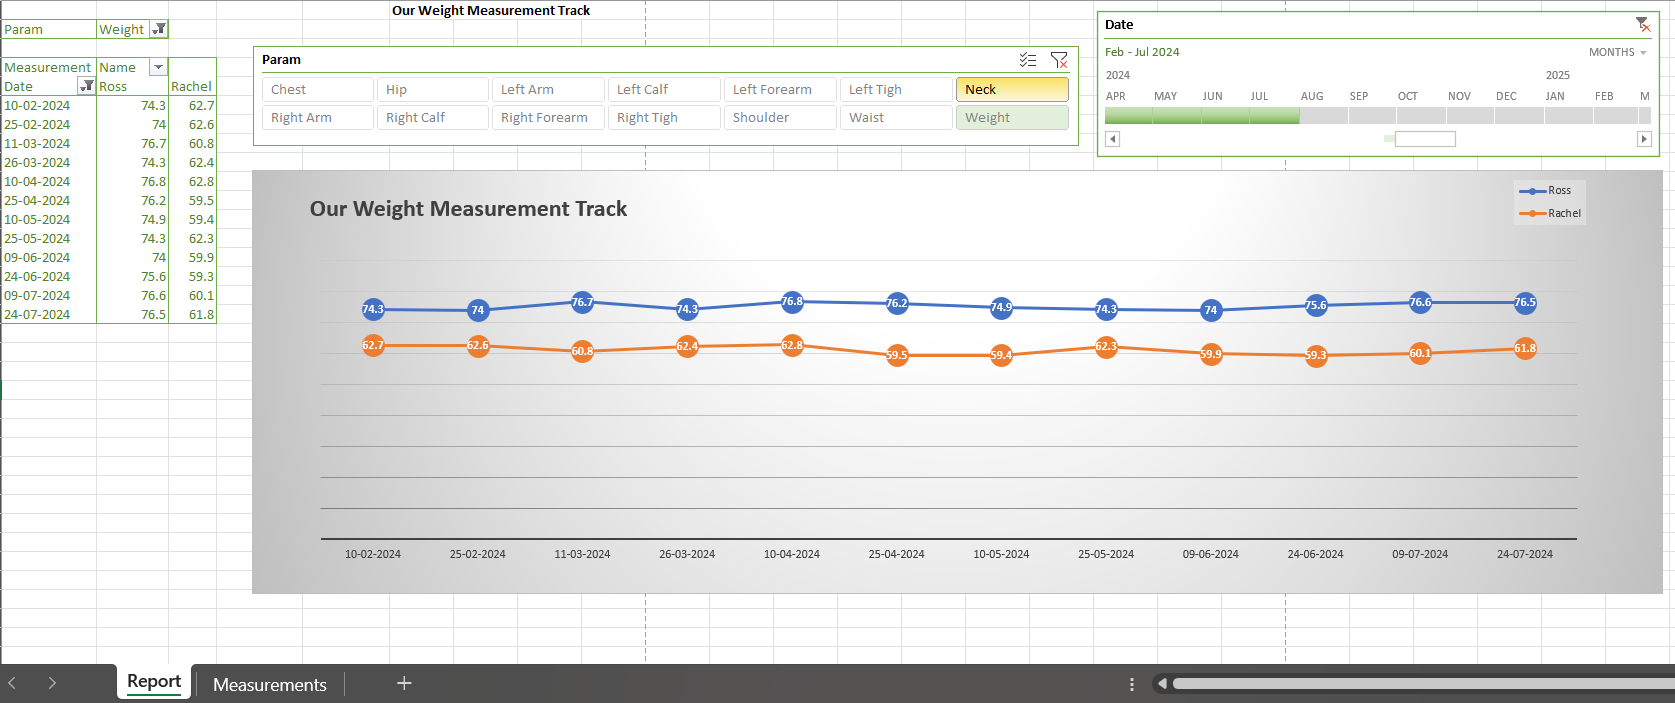 Our Weight Measurement Track
Param Weight
Measurement Name
Date Ross Rachel
10-02-2024 74.3 62.7
25-02-2024 74 62.6
11-03-2024 76.7 60.8
26-03-2024 74.3 62.4
10-04-2024 76.8 62.8
25-04-2024 76.2 59.5
10-05-2024 74.9 59.4
25-05-2024 74.3 62.3
09-06-2024 74 59.9
24-06-2024 75.6 59.3
09-07-2024 76.6 60.1
24-07-2024 76.5 61.8
Param
Chest Hip Left Arm Left Calf Left Forearm Left Tigh Neck
Right Arm Right Calf Right Forearm Right Tigh Shoulder Waist Weight
Date
Feb - Jul 2024 MONTHS
2024 2025
APR MAY JUN JUL AUG SEP OCT NOV DEC JAN FEB M
Our Weight Measurement Track
Ross
Rachel
74.3 74 76.7 74.3 76.8 76.2 74.9 74.3 74 75.6 76.6 76.5
62.7 62.6 60.8 62.4 62.8 59.5 59.4 62.3 59.9 59.3 60.1 61.8
10-02-2024 25-02-2024 11-03-2024 26-03-2024 10-04-2024 25-04-2024 10-05-2024 25-05-2024 09-06-2024 24-06-2024 09-07-2024 24-07-2024
Report Measurements